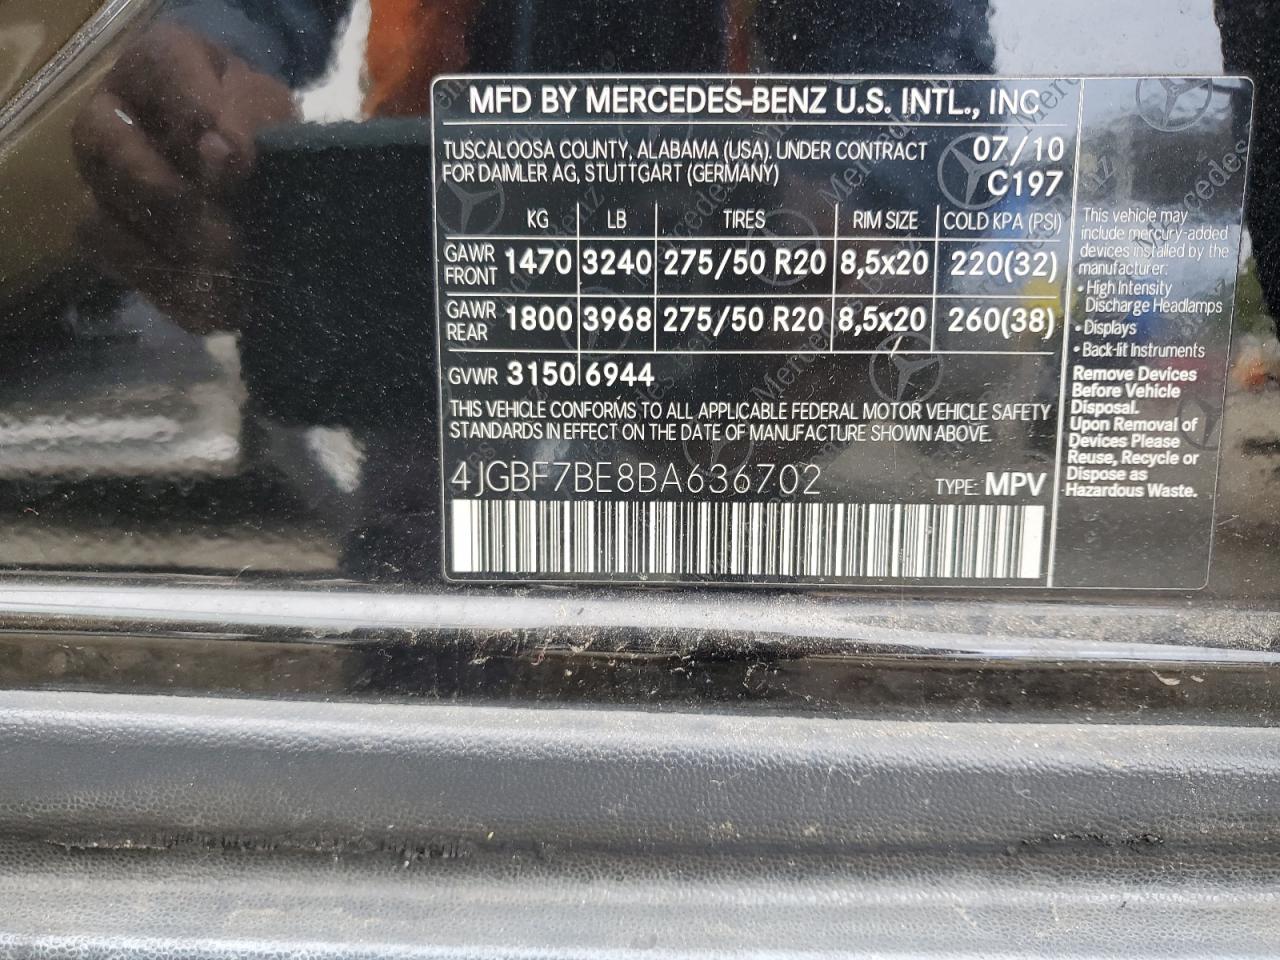 MFD BY MERCEDES-BENZ U.S. INTL., INC
TUSCALOOSA COUNTY, ALABAMA (USA). UNDER CONTRACT 07/10
FOR DAIMLER AG, STUTTGART (GERMANY) C197
KG LB TIRES RIM SIZE COLD KPA (PSI)
GAWR FRONT 1470 3240 275/50 R20 8,5x20 220(32)
GAWR REAR 1800 3968 275/50 R20 8,5x20 260(38)
GVWR 3150 6944
THIS VEHICLE CONFORMS TO ALL APPLICABLE FEDERAL MOTOR VEHICLE SAFETY
STANDARDS IN EFFECT ON THE DATE OF MANUFACTURE SHOWN ABOVE.
4JGBF7BE8BA636702 TYPE: MPV
This vehicle may
include mercury-added
devices installed by the
manufacturer:
• High Intensity
Discharge Headlamps
• Displays
• Back-lit Instruments
Remove Devices
Before Vehicle
Disposal.
Upon Removal of
Devices Please
Reuse, Recycle or
Dispose as
Hazardous Waste.